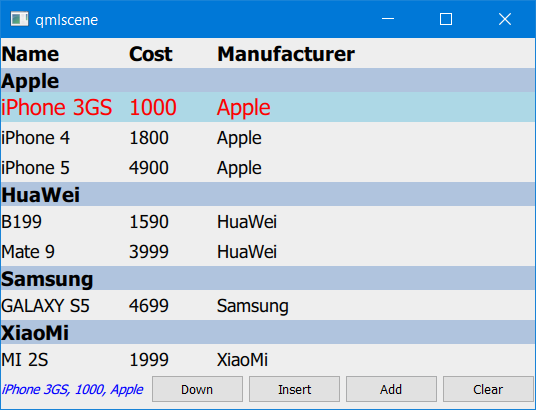 qmlscene
Name Cost Manufacturer
Apple
iPhone 3GS 1000 Apple
iPhone 4 1800 Apple
iPhone 5 4900 Apple
HuaWei
B199 1590 HuaWei
Mate 9 3999 HuaWei
Samsung
GALAXY S5 4699 Samsung
XiaoMi
MI 2S 1999 XiaoMi
iPhone 3GS, 1000, Apple Down Insert Add Clear